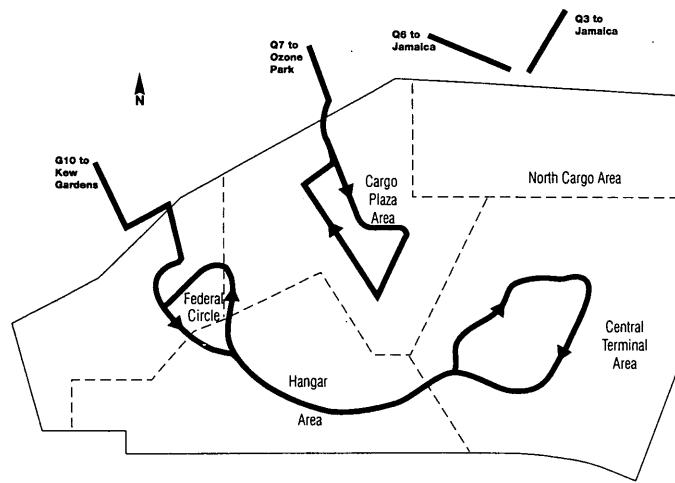 Q7 to
Ozone
Park
Q6 to
Jamaica
Q3 to
Jamaica
N
Q10 to
Kew
Gardens
Cargo
Plaza
Area
North Cargo Area
Federal
Circle
Central
Terminal
Area
Hangar
Area